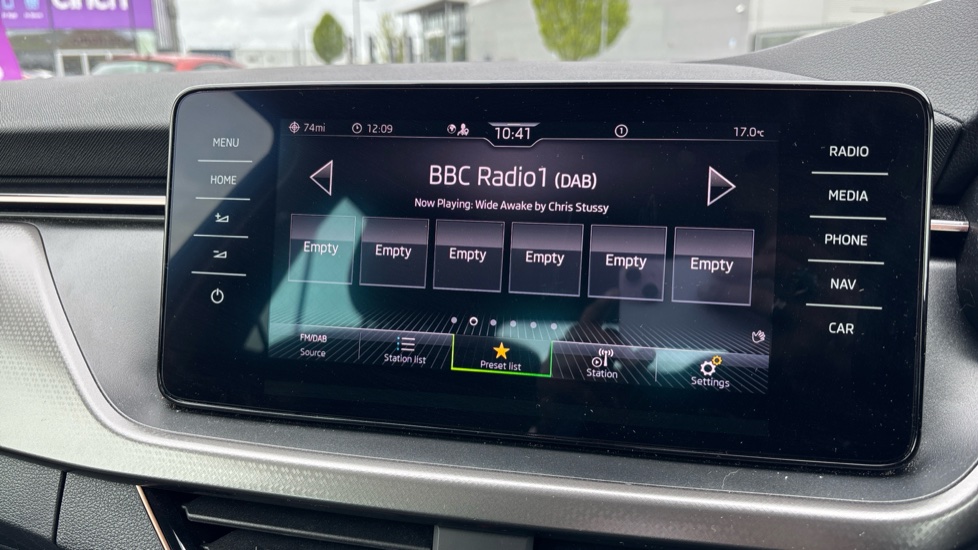 cinch
MENU
HOME
74mi 12:09 10:41 1 17.0°C
BBC Radio1 (DAB)
Now Playing: Wide Awake by Chris Stussy
Empty Empty Empty Empty Empty Empty
FM/DAB
Source
Station list
Preset list
Station
Settings
RADIO
MEDIA
PHONE
NAV
CAR